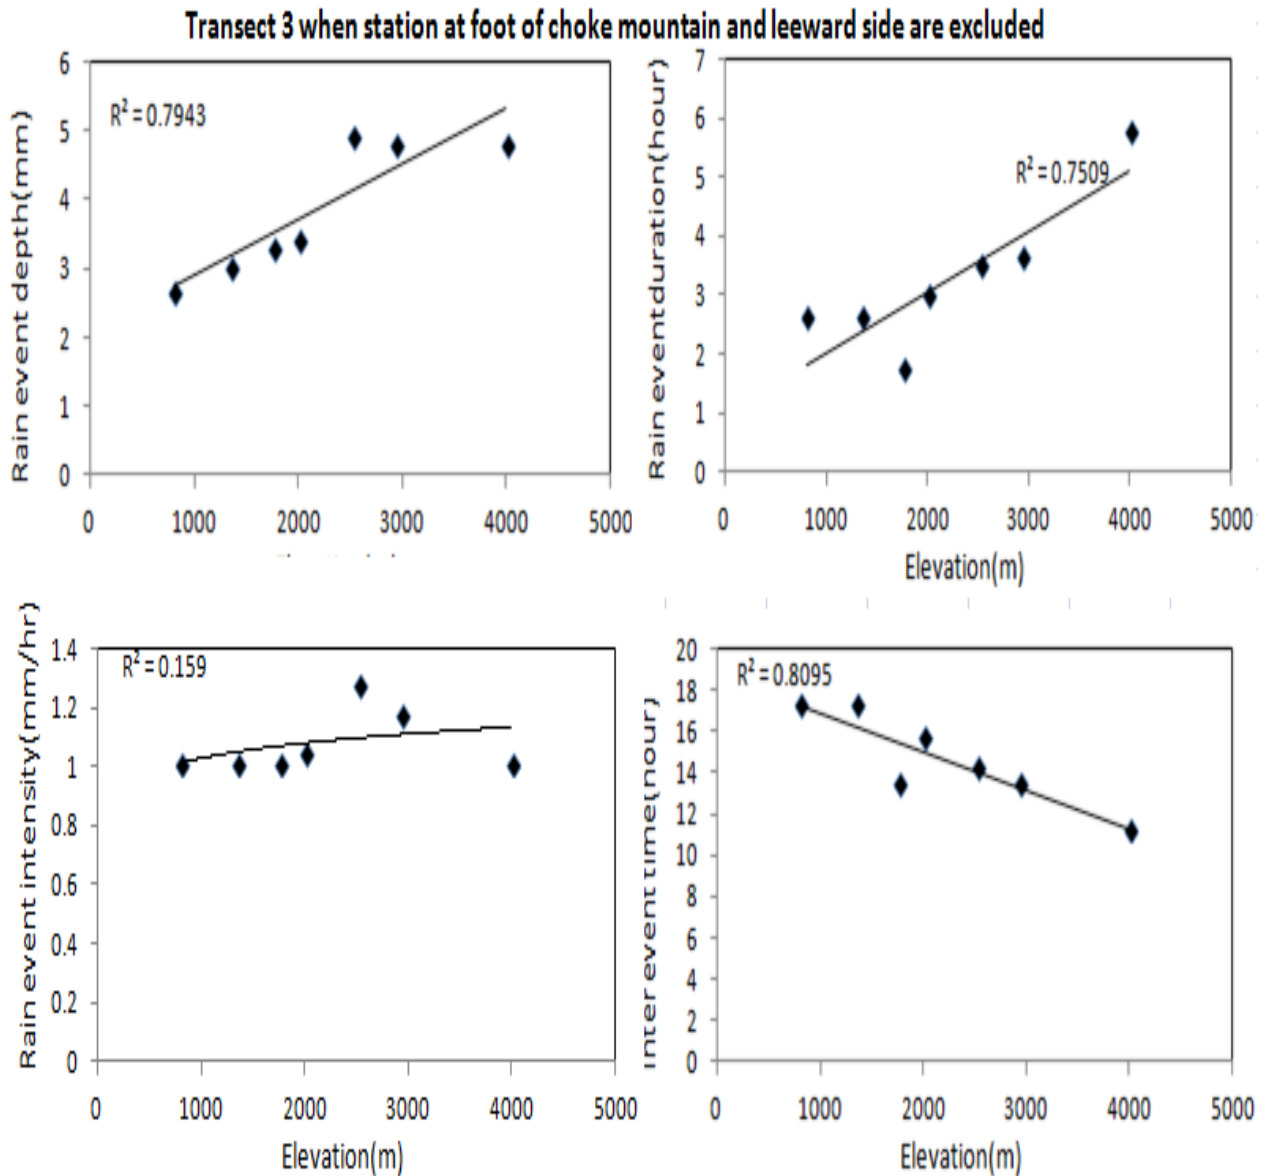 Transect 3 when station at foot of choke mountain and leeward side are excluded
Rain event depth(mm)
6
5
4
3
2
1
0
R² = 0.7943
0 1000 2000 3000 4000 5000
Rain event duration(hour)
7
6
5
4
3
2
1
0
R² = 0.7509
0 1000 2000 3000 4000 5000
Elevation(m)
Rain event intensity(mm/hr)
1.4
1.2
1
0.8
0.6
0.4
0.2
0
R² = 0.159
0 1000 2000 3000 4000 5000
Elevation(m)
Inter event time(hour)
20
18
16
14
12
10
8
6
4
2
0
R² = 0.8095
0 1000 2000 3000 4000 5000
Elevation(m)